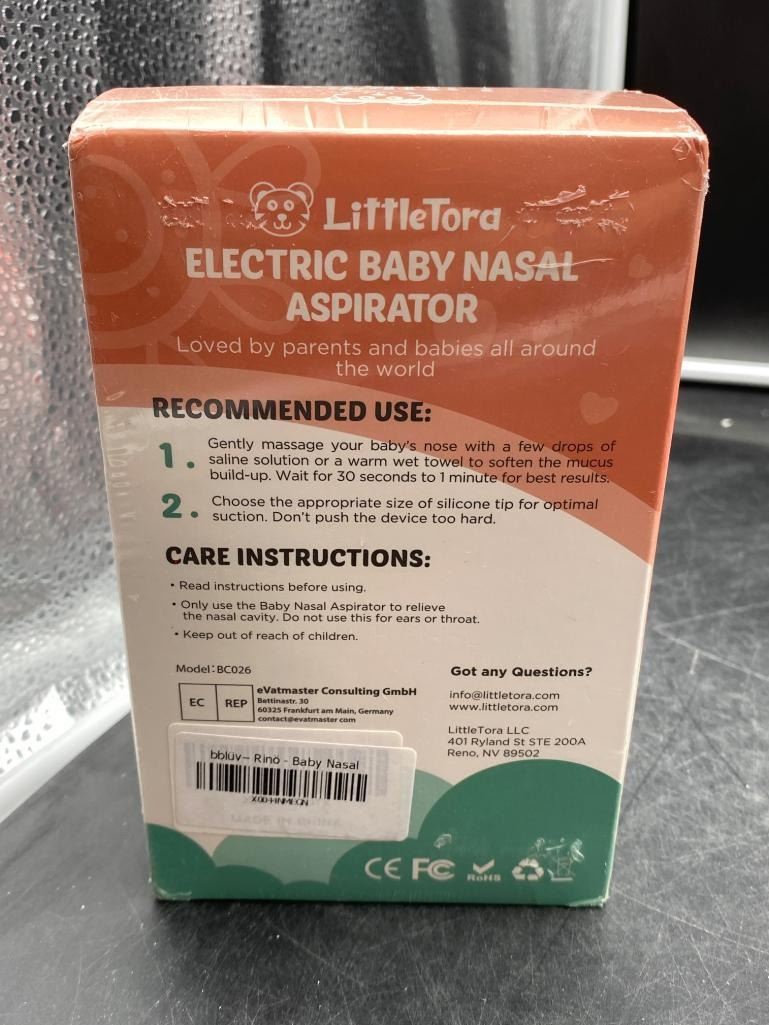 LittleTora
ELECTRIC BABY NASAL
ASPIRATOR
Loved by parents and babies all around
the world
RECOMMENDED USE:
1. Gently massage your baby's nose with a few drops of
saline solution or a warm wet towel to soften the mucus
build-up. Wait for 30 seconds to 1 minute for best results.
2. Choose the appropriate size of silicone tip for optimal
suction. Don't push the device too hard.
CARE INSTRUCTIONS:
• Read instructions before using.
• Only use the Baby Nasal Aspirator to relieve
the nasal cavity. Do not use this for ears or throat.
• Keep out of reach of children.
Model: BC026
EC REP
eVatmaster Consulting GmbH
Bettinastr. 30
60325 Frankfurt am Main, Germany
contact@evatmaster.com
Got any Questions?
info@littletora.com
www.littletora.com
LittleTora LLC
401 Ryland St STE 200A
Reno, NV 89502
bblüv – Rinö - Baby Nasal
MADE IN CHINA
CE FC RoHS